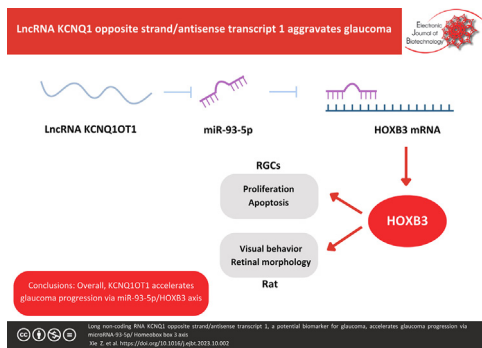 LncRNA KCNQ1 opposite strand/antisense transcript 1 aggravates glaucoma
Electronic
Journal of
Biotechnology
LncRNA KCNQ1OT1
miR-93-5p
HOXB3 mRNA
RGCs
Proliferation
Apoptosis
HOXB3
Visual behavior
Retinal morphology
Rat
Conclusions: Overall, KCNQ1OT1 accelerates
glaucoma progression via miR-93-5p/HOXB3 axis
Long non-coding RNA KCNQ1 opposite strand/antisense transcript 1, a potential biomarker for glaucoma, accelerates glaucoma progression via
microRNA-93-5p/ Homeobox box 3 axis
Xie Z. et al. https://doi.org/10.1016/j.ejbt.2023.10.002